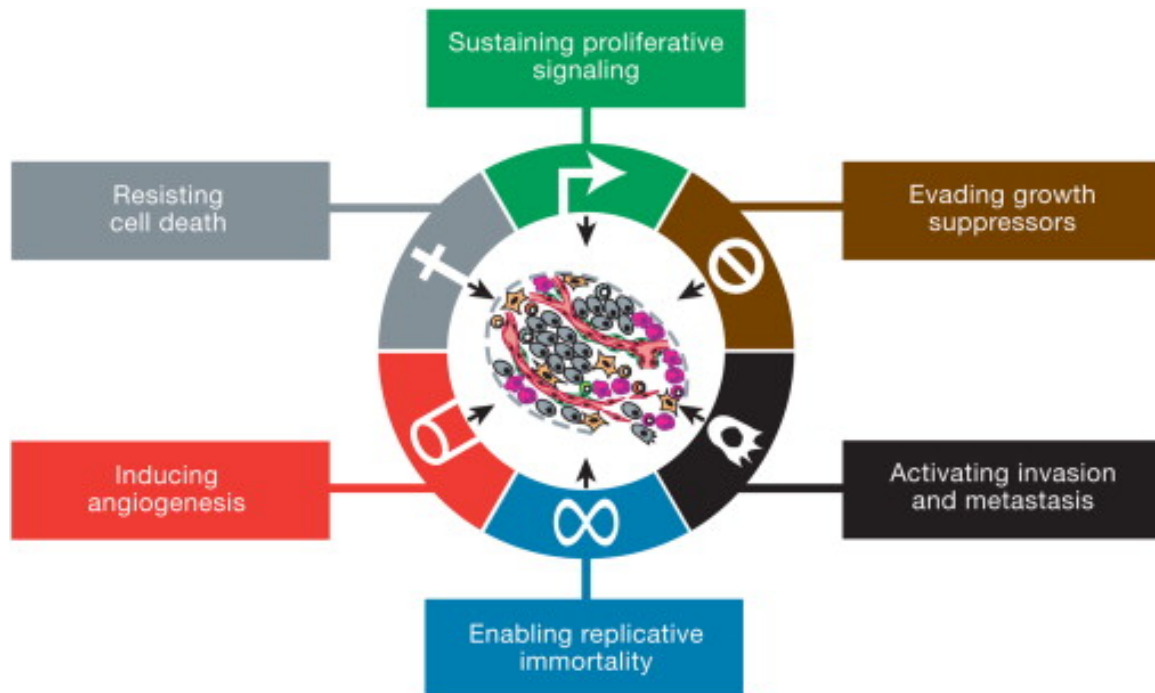 Sustaining proliferative
signaling
Resisting
cell death
Evading growth
suppressors
Inducing
angiogenesis
Activating invasion
and metastasis
Enabling replicative
immortality